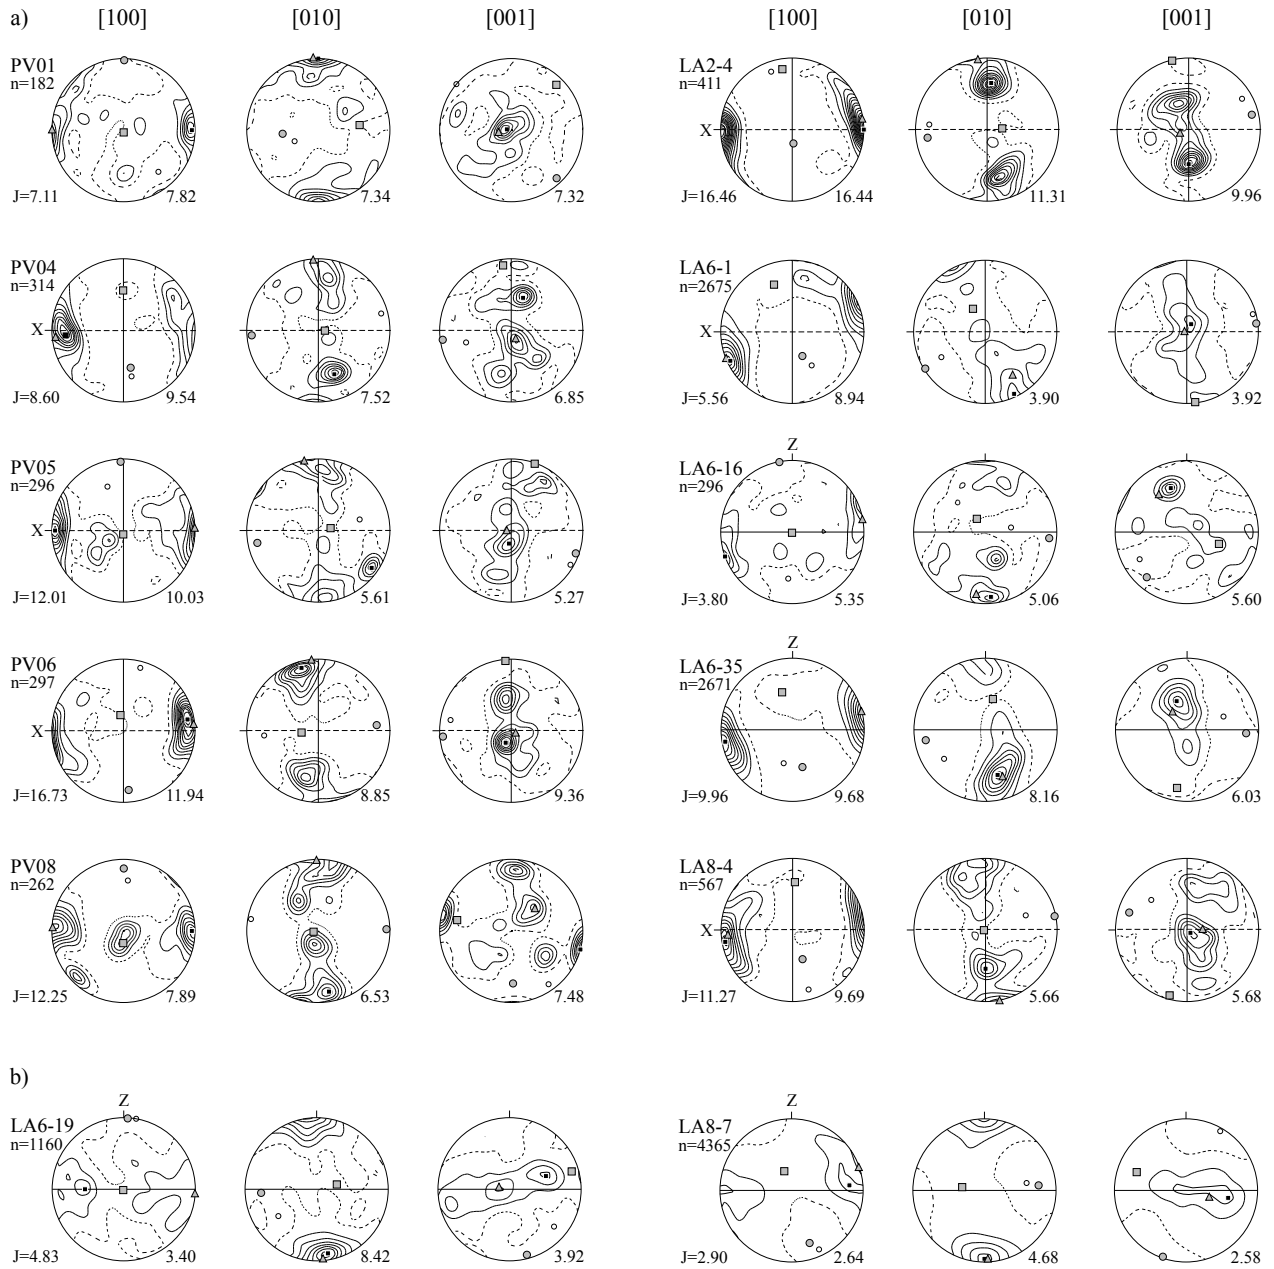 a) [100] [010] [001] [100] [010] [001]
PV01
n=182
J=7.11 7.82 7.34 7.32
LA2-4
n=411
X
J=16.46 16.44 11.31 9.96
PV04
n=314
X
J=8.60 9.54 7.52 6.85
LA6-1
n=2675
X
J=5.56 8.94 3.90 3.92
PV05
n=296
X
J=12.01 10.03 5.61 5.27
Z
LA6-16
n=296
J=3.80 5.35 5.06 5.60
PV06
n=297
X
J=16.73 11.94 8.85 9.36
Z
LA6-35
n=2671
J=9.96 9.68 8.16 6.03
PV08
n=262
J=12.25 7.89 6.53 7.48
LA8-4
n=567
X
J=11.27 9.69 5.66 5.68
b)
Z
LA6-19
n=1160
J=4.83 3.40 8.42 3.92
Z
LA8-7
n=4365
J=2.90 2.64 4.68 2.58